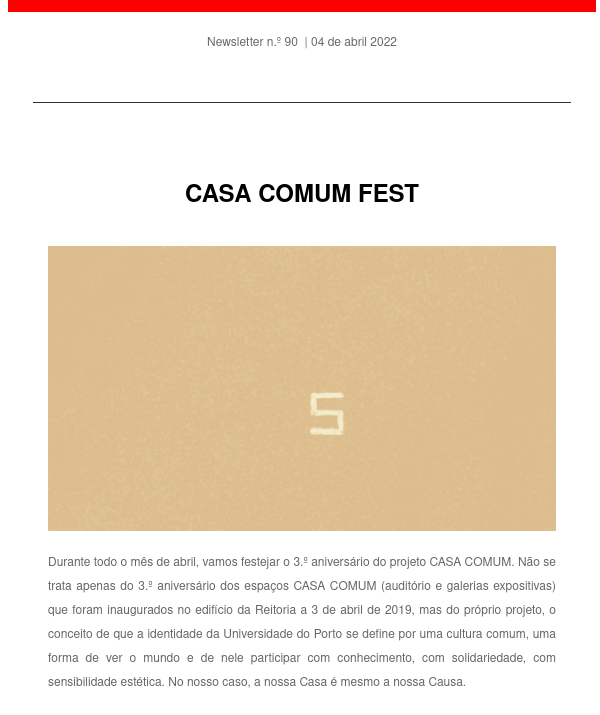 Newsletter n.º 90  | 04 de abril 2022
CASA COMUM FEST
S
Durante todo o mês de abril, vamos festejar o 3.º aniversário do projeto CASA COMUM. Não se
trata apenas do 3.º aniversário dos espaços CASA COMUM (auditório e galerias expositivas)
que foram inaugurados no edifício da Reitoria a 3 de abril de 2019, mas do próprio projeto, o
conceito de que a identidade da Universidade do Porto se define por uma cultura comum, uma
forma de ver o mundo e de nele participar com conhecimento, com solidariedade, com
sensibilidade estética. No nosso caso, a nossa Casa é mesmo a nossa Causa.